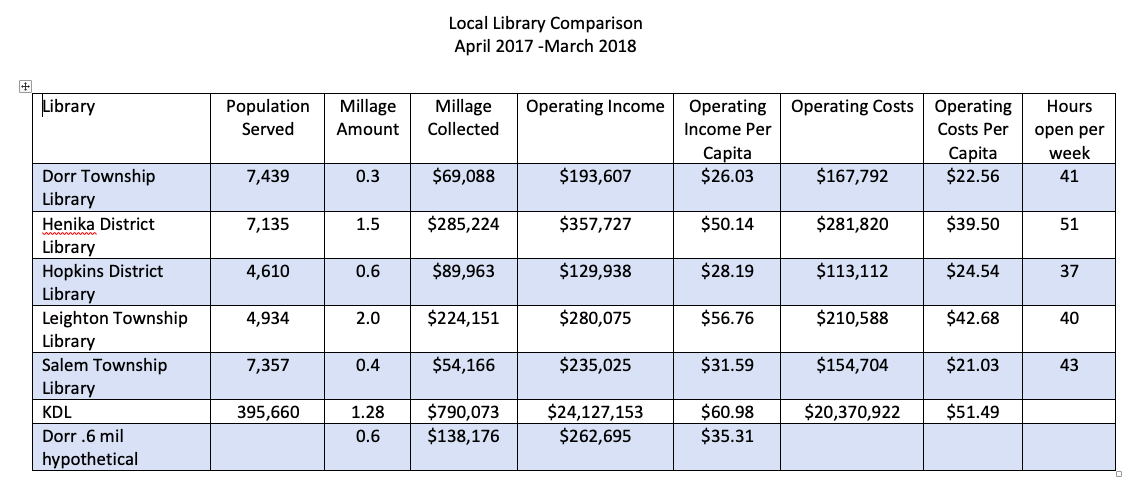 Local Library Comparison
April 2017 -March 2018
Library Population Served Millage Amount Millage Collected Operating Income Operating Income Per Capita Operating Costs Operating Costs Per Capita Hours open per week
Dorr Township Library 7,439 0.3 $69,088 $193,607 $26.03 $167,792 $22.56 41
Henika District Library 7,135 1.5 $285,224 $357,727 $50.14 $281,820 $39.50 51
Hopkins District Library 4,610 0.6 $89,963 $129,938 $28.19 $113,112 $24.54 37
Leighton Township Library 4,934 2.0 $224,151 $280,075 $56.76 $210,588 $42.68 40
Salem Township Library 7,357 0.4 $54,166 $235,025 $31.59 $154,704 $21.03 43
KDL 395,660 1.28 $790,073 $24,127,153 $60.98 $20,370,922 $51.49
Dorr .6 mil hypothetical 0.6 $138,176 $262,695 $35.31